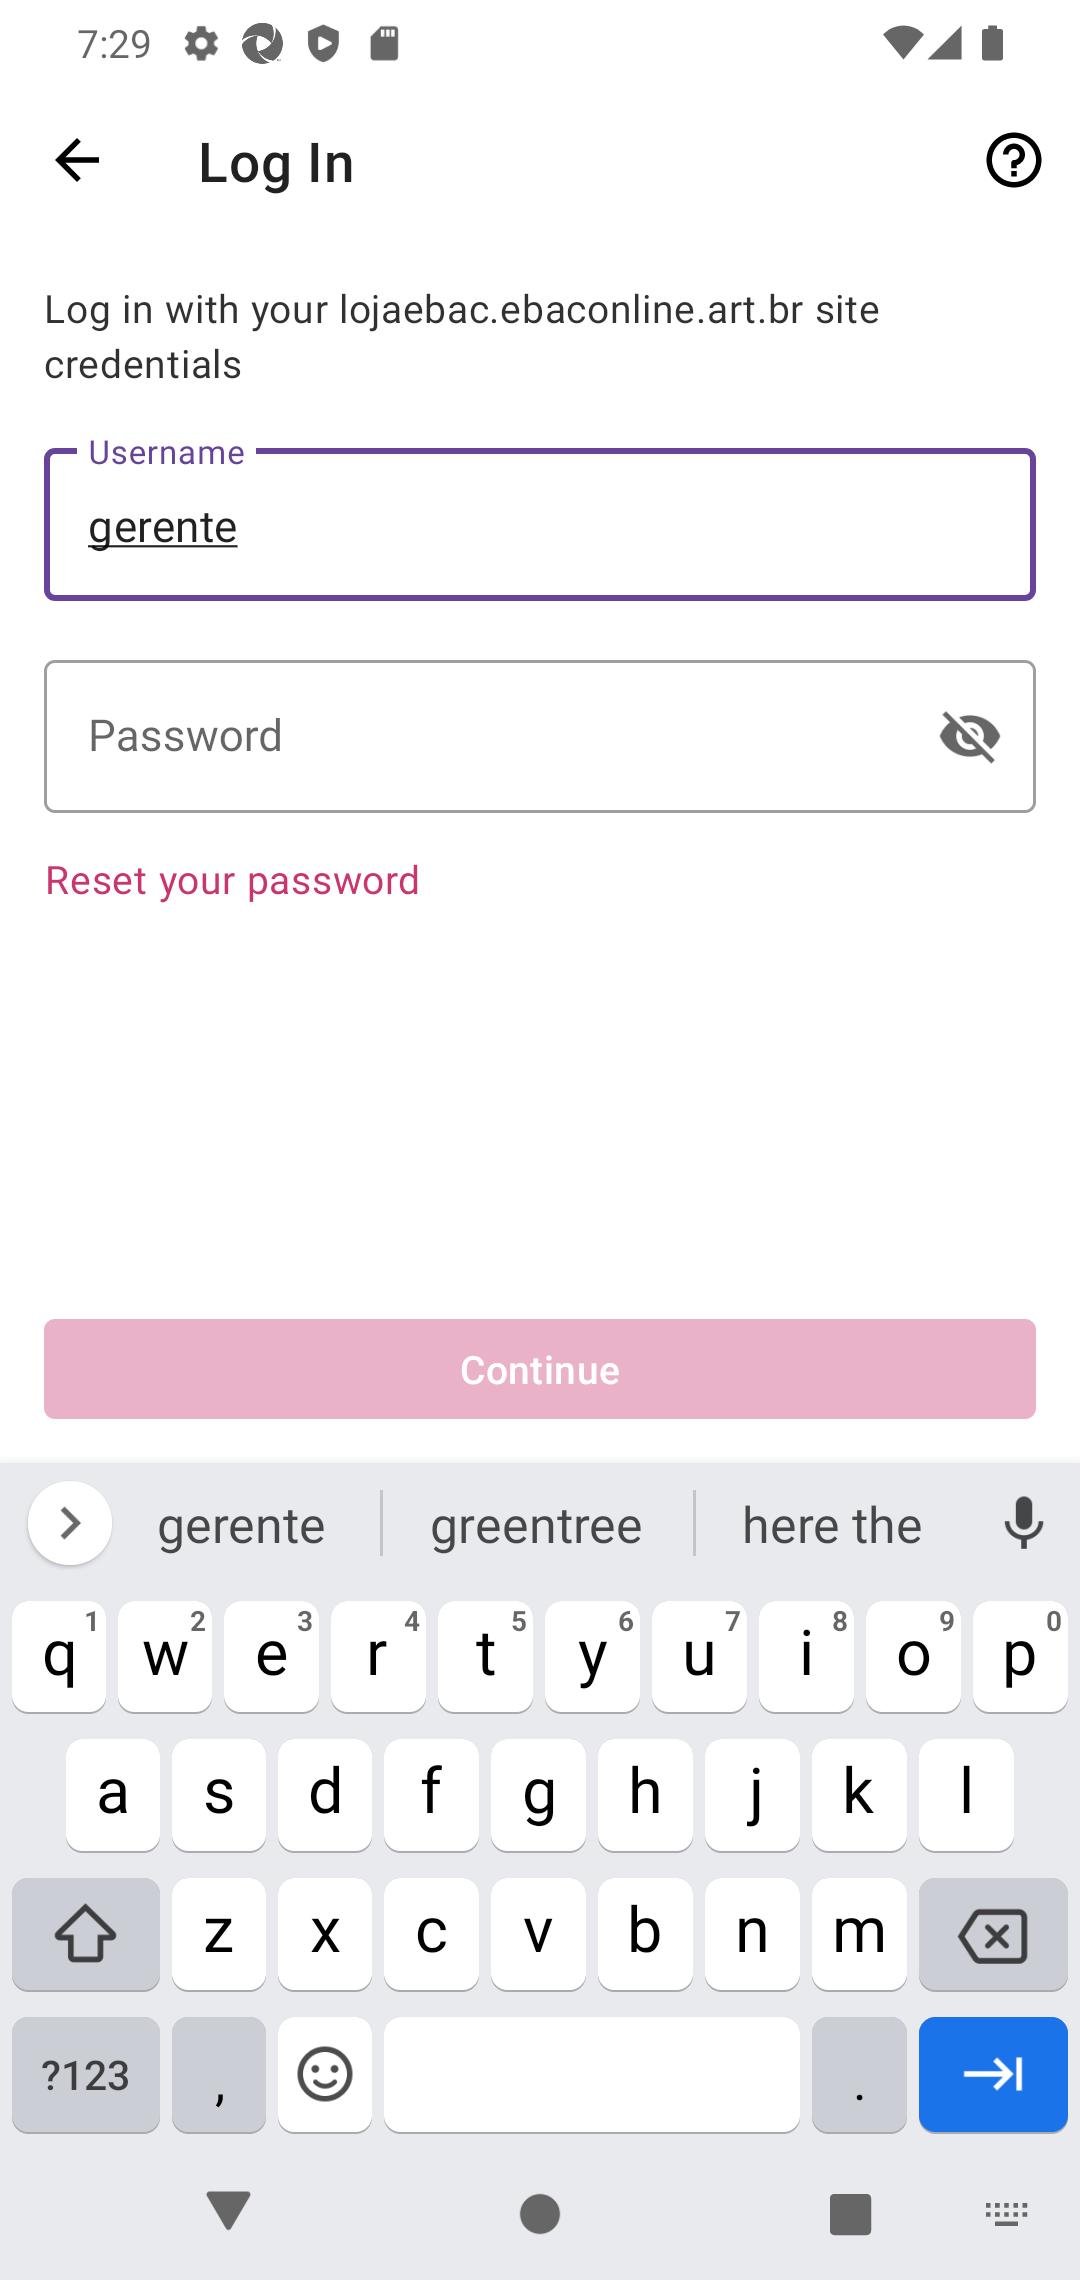 7:29
Log In
Log in with your lojaebac.ebaconline.art.br site
credentials
Username
gerente
Password
Reset your password
Continue
gerente greentree here the
q 1 w 2 e 3 r 4 t 5 y 6 u 7 i 8 o 9 p 0
a s d f g h j k l
z x c v b n m
?123 , .